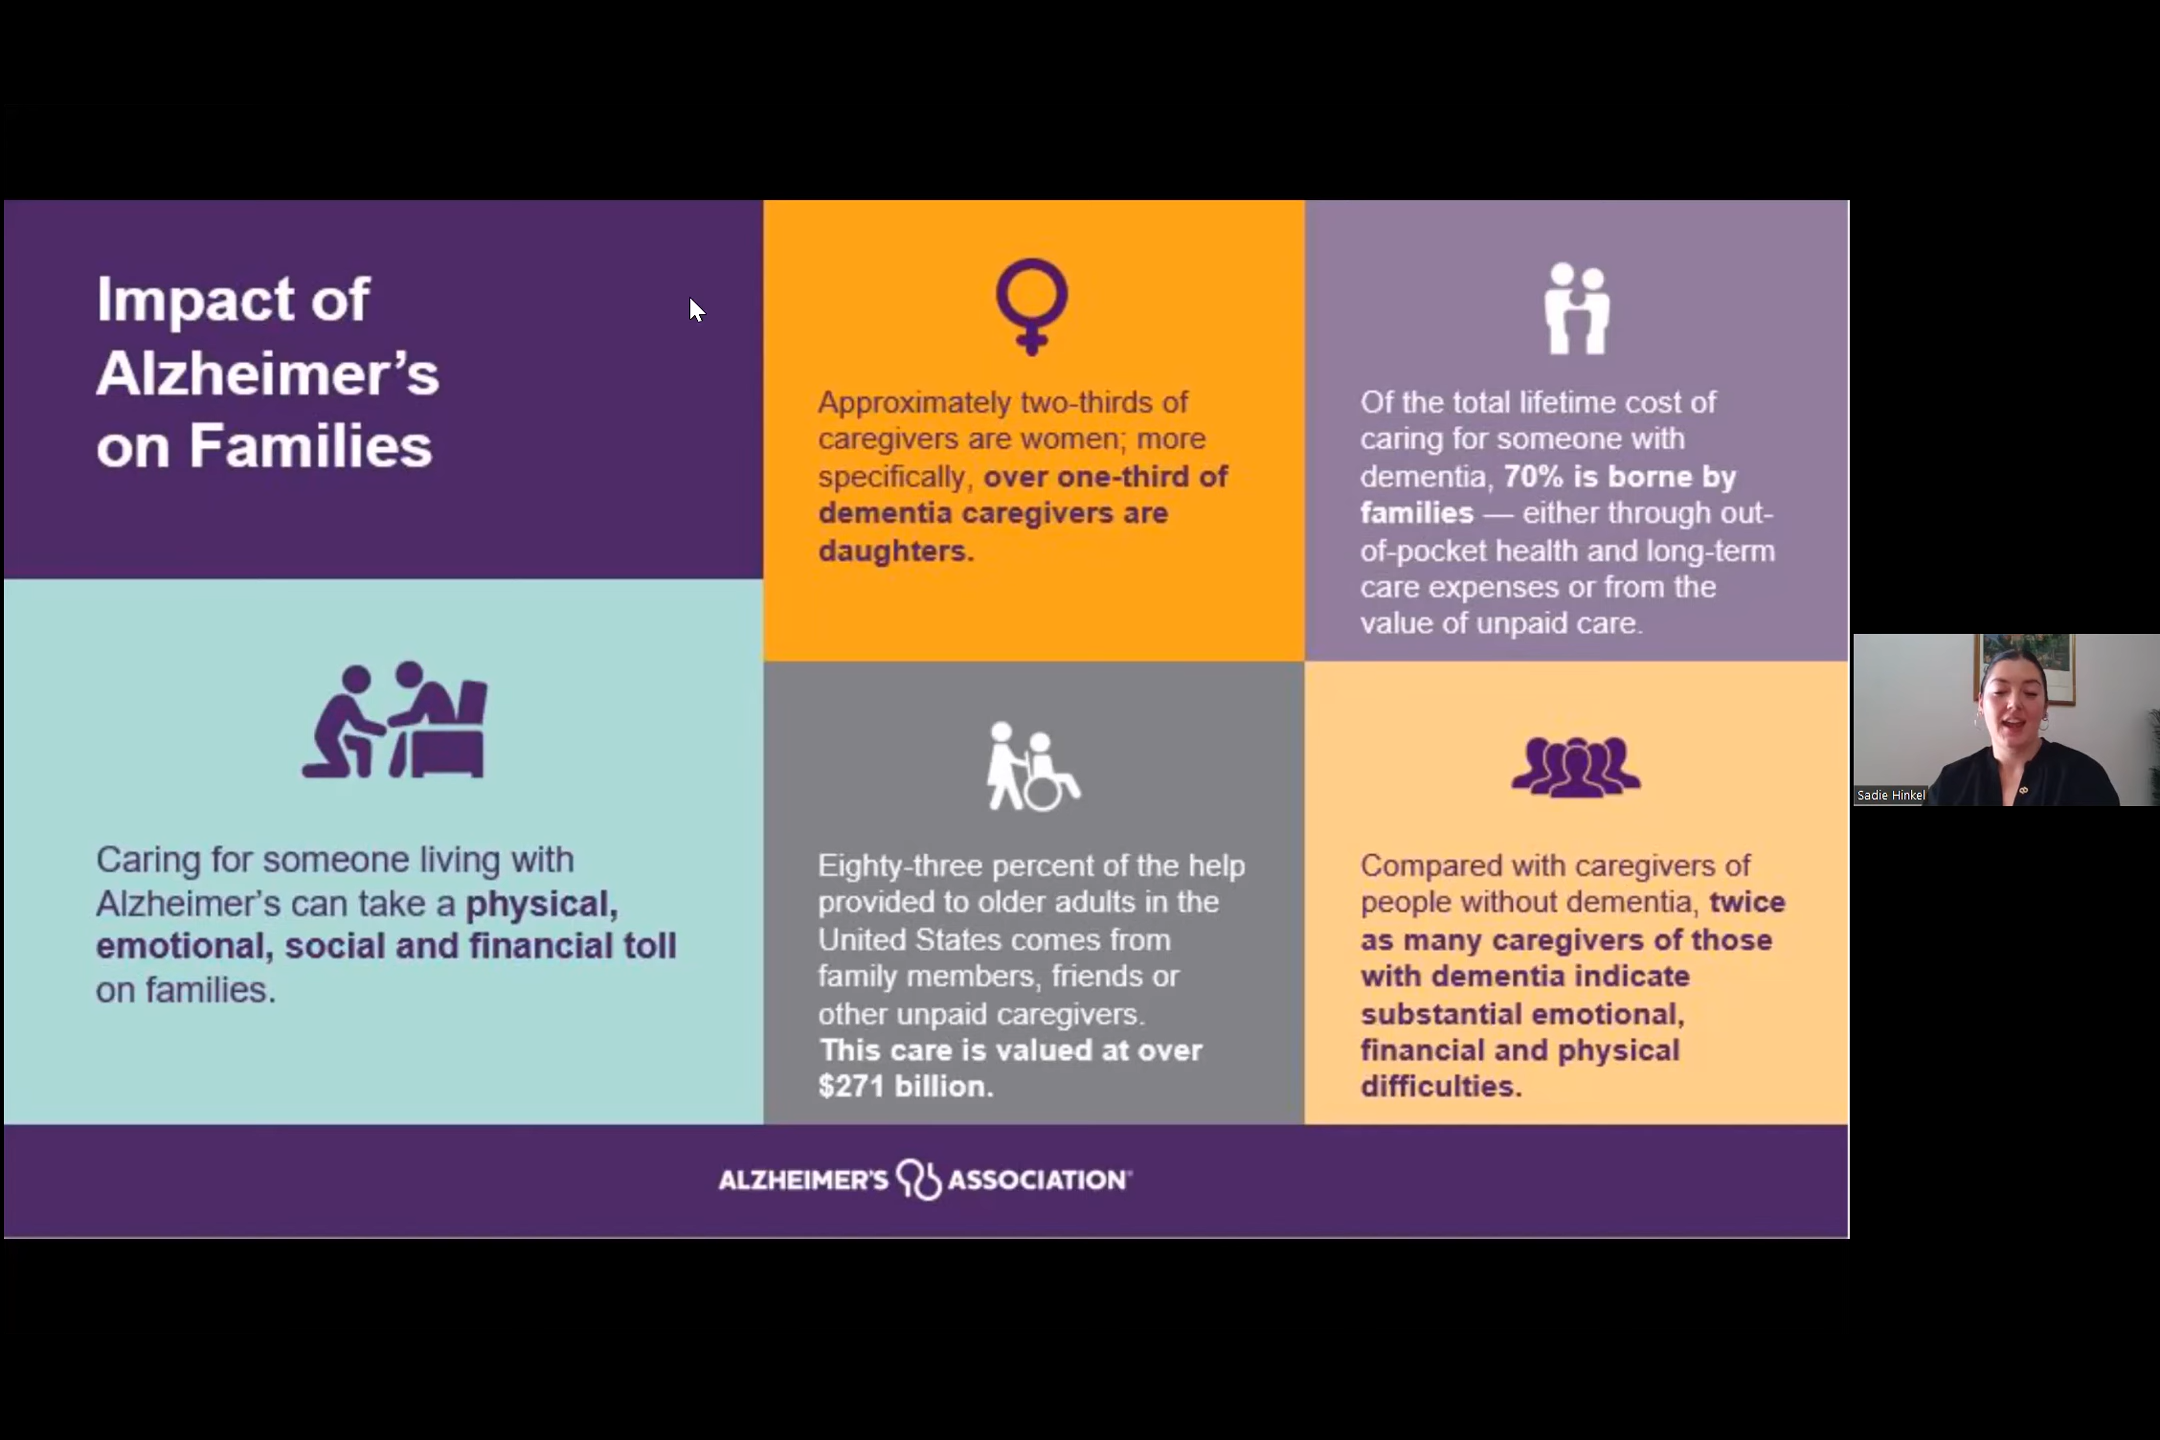 Impact of
Alzheimer’s
on Families
Caring for someone living with
Alzheimer’s can take a physical,
emotional, social and financial toll
on families.
Approximately two-thirds of
caregivers are women; more
specifically, over one-third of
dementia caregivers are
daughters.
Of the total lifetime cost of
caring for someone with
dementia, 70% is borne by
families — either through out-
of-pocket health and long-term
care expenses or from the
value of unpaid care.
Eighty-three percent of the help
provided to older adults in the
United States comes from
family members, friends or
other unpaid caregivers.
This care is valued at over
$271 billion.
Compared with caregivers of
people without dementia, twice
as many caregivers of those
with dementia indicate
substantial emotional,
financial and physical
difficulties.
ALZHEIMER'S ASSOCIATION®
Sadie Hinkel